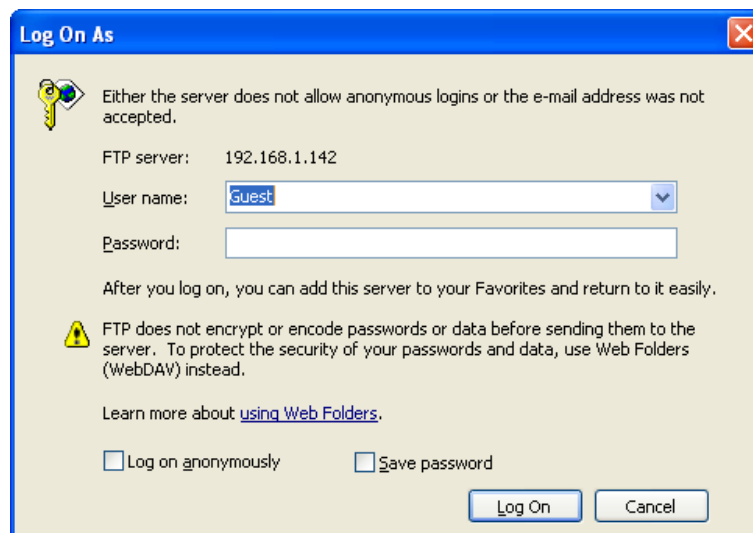 Log On As
Either the server does not allow anonymous logins or the e-mail address was not
accepted.
FTP server: 192.168.1.142
User name: Guest
Password:
After you log on, you can add this server to your Favorites and return to it easily.
FTP does not encrypt or encode passwords or data before sending them to the
server. To protect the security of your passwords and data, use Web Folders
(WebDAV) instead.
Learn more about using Web Folders.
Log on anonymously Save password
Log On Cancel